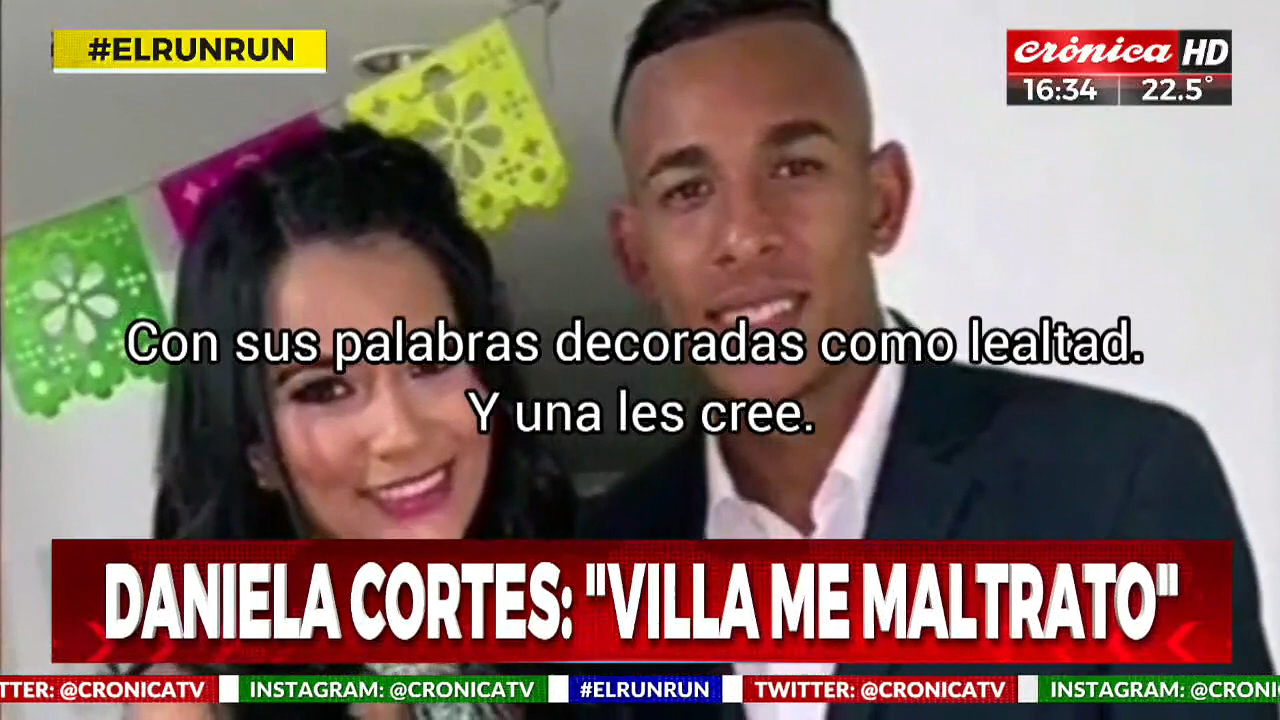 #ELRUNRUN
crónica HD
16:34 22.5°
Con sus palabras decoradas como lealtad.
Y una les cree.
DANIELA CORTES: "VILLA ME MALTRATO"
TTER: @CRONICATV INSTAGRAM: @CRONICATV #ELRUNRUN TWITTER: @CRONICATV INSTAGRAM: @CRONIC